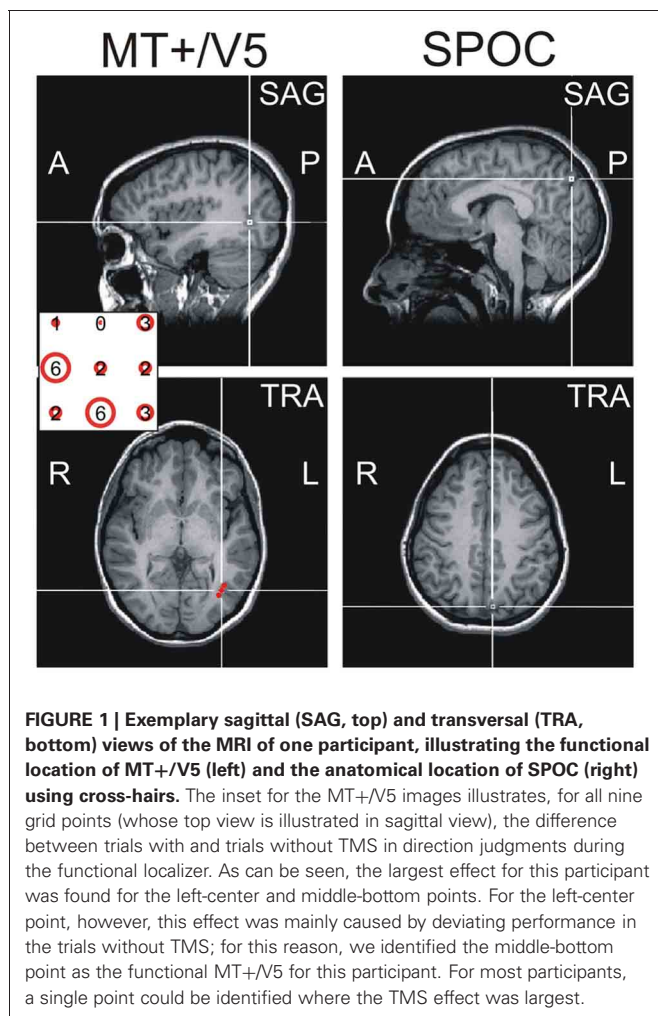 MT+/V5 SPOC
SAG SAG
A P A P
1 0 3
6 2 2
2 6 3
TRA TRA
R L R L
FIGURE 1 | Exemplary sagittal (SAG, top) and transversal (TRA,
bottom) views of the MRI of one participant, illustrating the functional
location of MT+/V5 (left) and the anatomical location of SPOC (right)
using cross-hairs. The inset for the MT+/V5 images illustrates, for all nine
grid points (whose top view is illustrated in sagittal view), the difference
between trials with and trials without TMS in direction judgments during
the functional localizer. As can be seen, the largest effect for this participant
was found for the left-center and middle-bottom points. For the left-center
point, however, this effect was mainly caused by deviating performance in
the trials without TMS; for this reason, we identified the middle-bottom
point as the functional MT+/V5 for this participant. For most participants,
a single point could be identified where the TMS effect was largest.